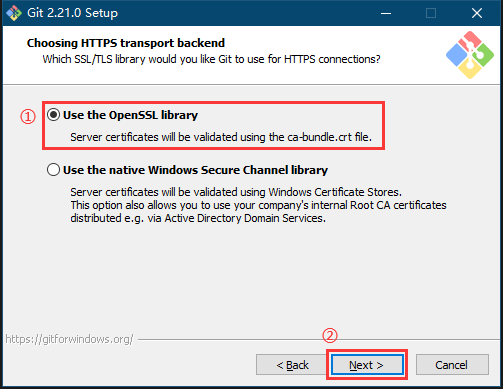 Git 2.21.0 Setup
Choosing HTTPS transport backend
Which SSL/TLS library would you like Git to use for HTTPS connections?
① Use the OpenSSL library
Server certificates will be validated using the ca-bundle.crt file.
Use the native Windows Secure Channel library
Server certificates will be validated using Windows Certificate Stores.
This option also allows you to use your company's internal Root CA certificates
distributed e.g. via Active Directory Domain Services.
②
https://gitforwindows.org/
< Back Next > Cancel